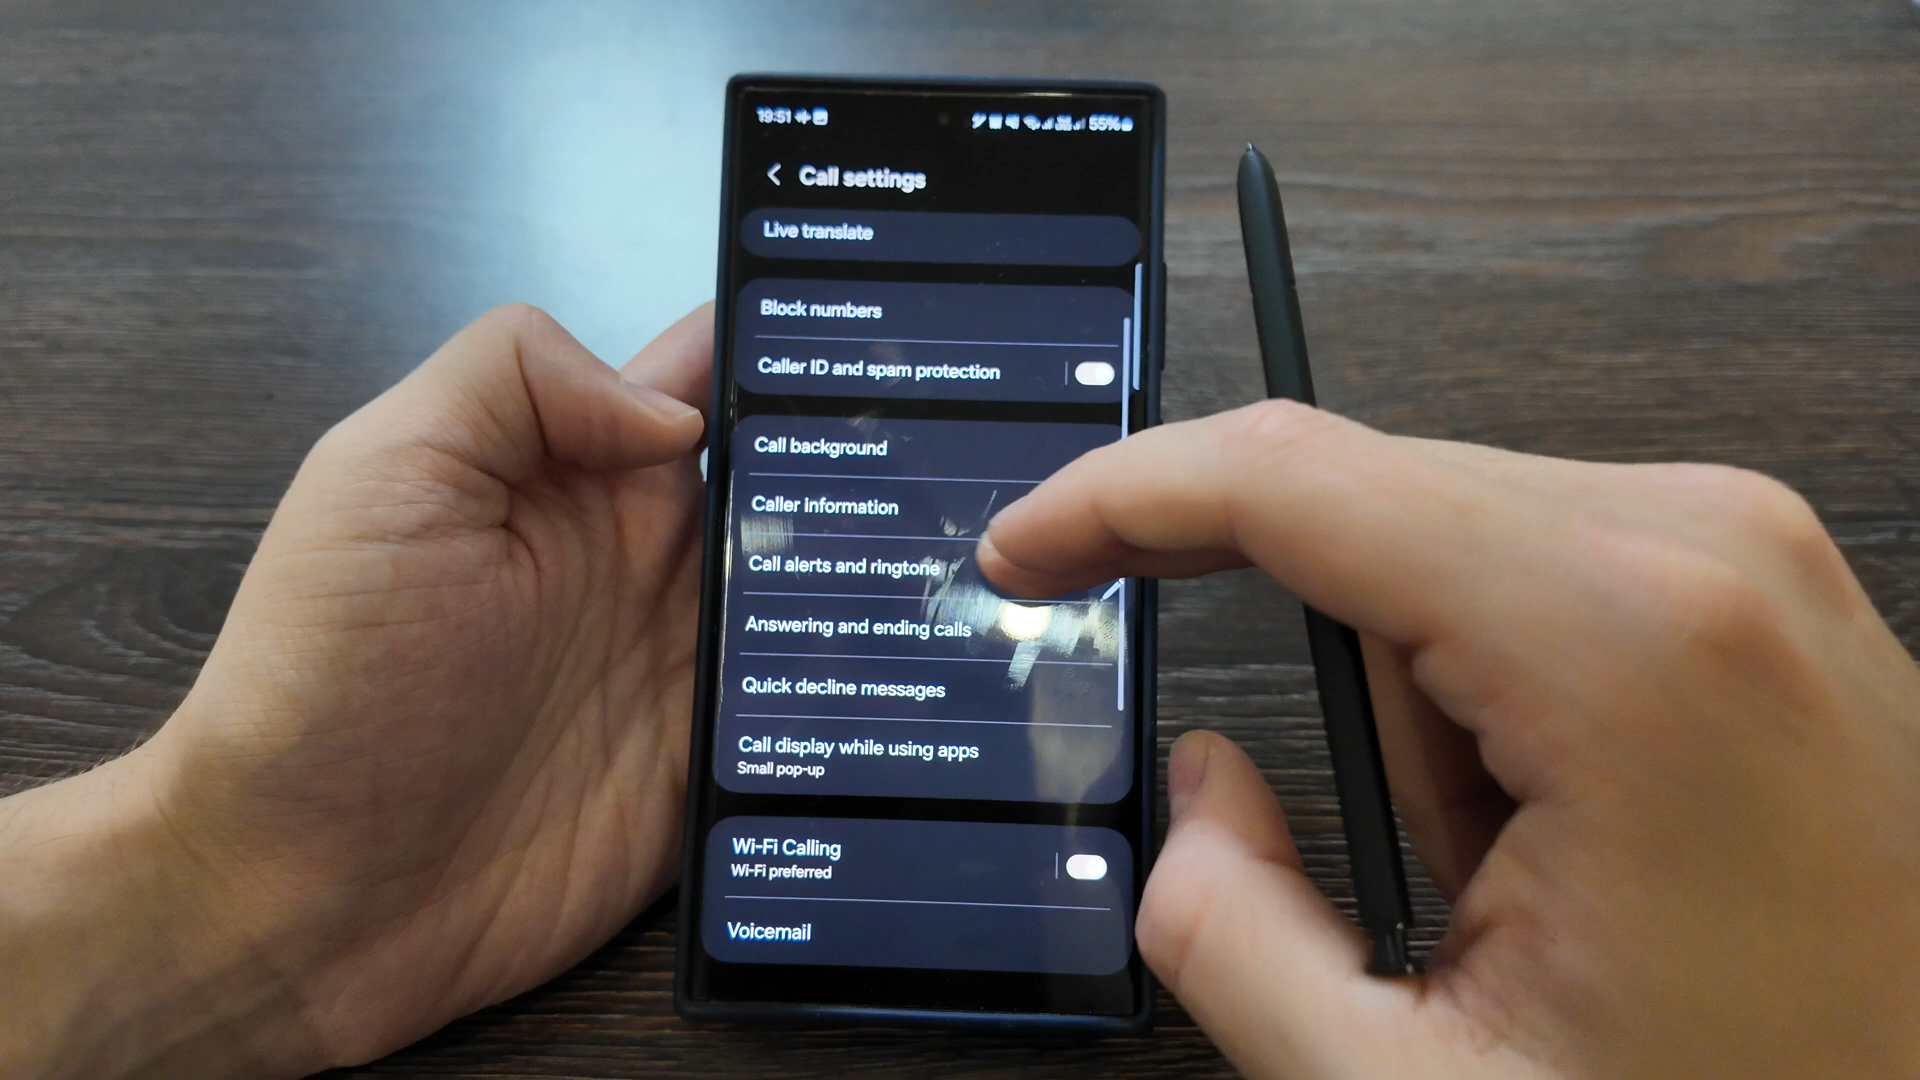 19:51
55%
Call settings
Live translate
Block numbers
Caller ID and spam protection
Call background
Caller information
Call alerts and ringtone
Answering and ending calls
Quick decline messages
Call display while using apps
Small pop-up
Wi-Fi Calling
Wi-Fi preferred
Voicemail